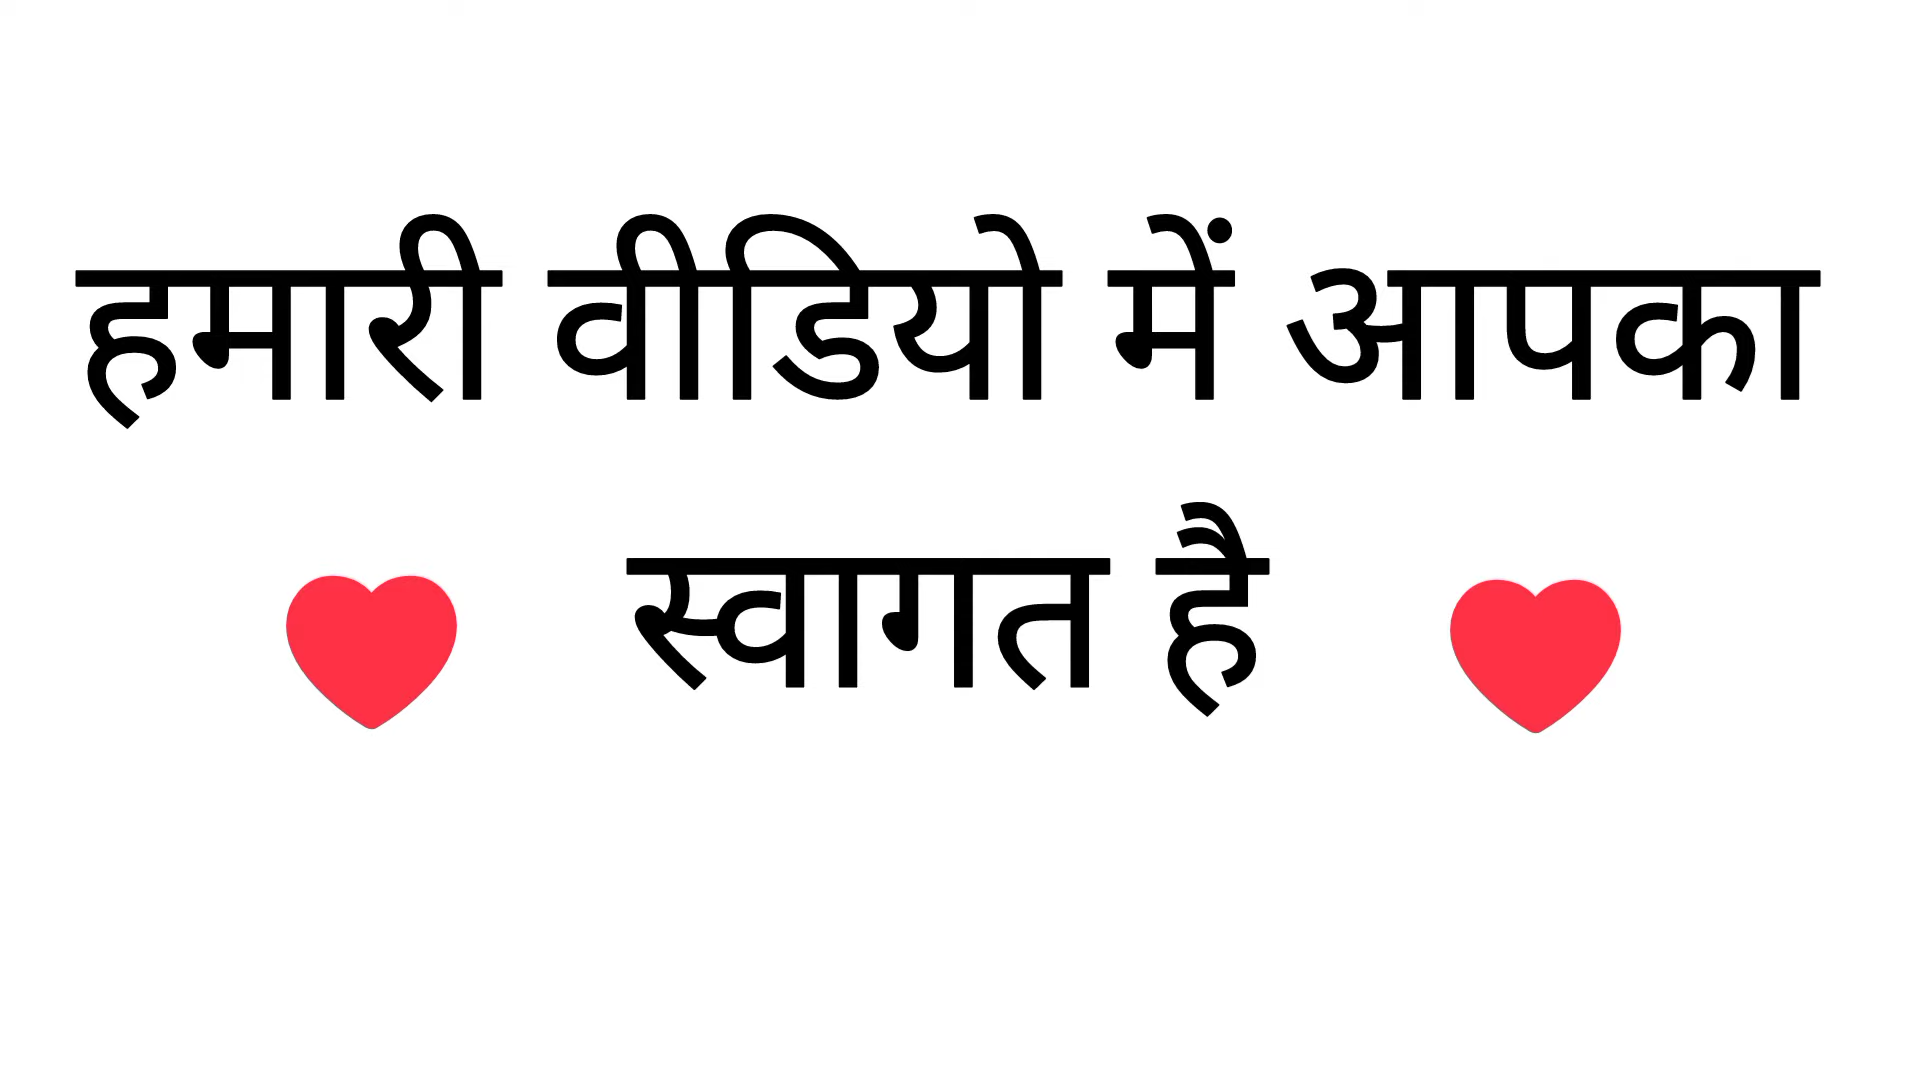 हमारी वीडियो में आपका
स्वागत है